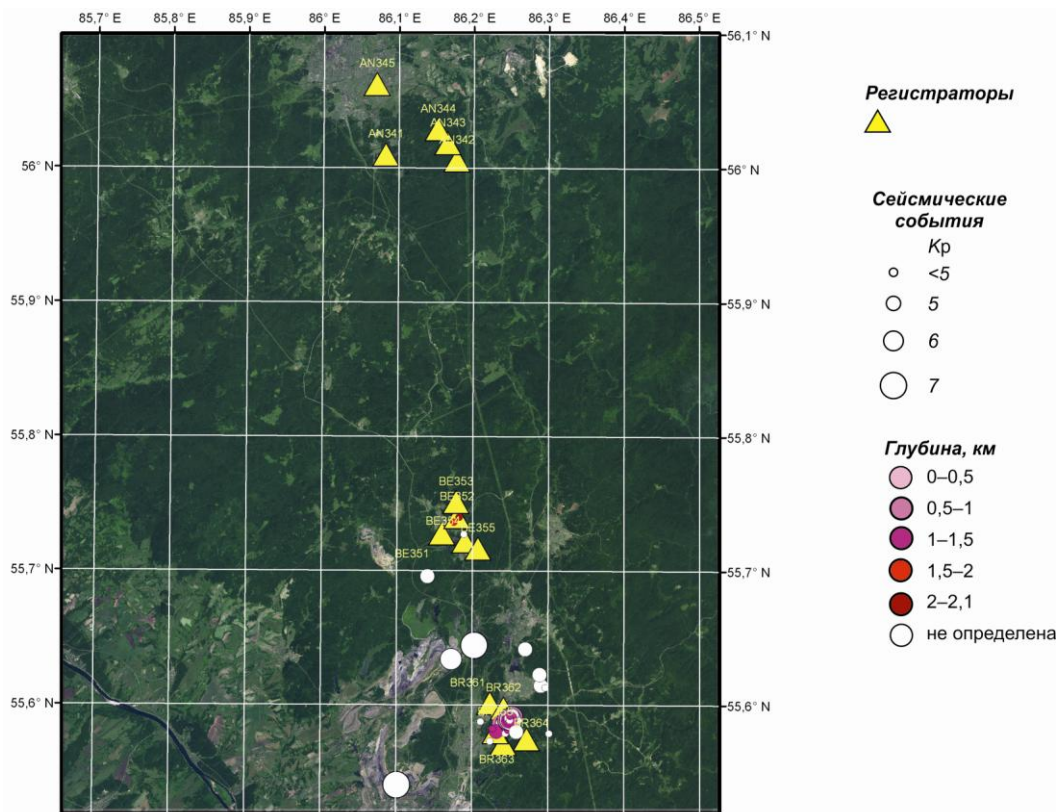 85,7° E 85,8° E 85,9° E 86° E 86,1° E 86,2° E 86,3° E 86,4° E 86,5° E
56,1° N
AN345
AN344
AN343
AN341
56° N
56° N
55,9° N
55,9° N
55,8° N
55,8° N
BE353
BE352
BE355
BE351
55,7° N
55,7° N
BR361
BR362
55,6° N
55,6° N
BR364
BR363
Регистраторы
Сейсмические
события
Kр
<5
5
6
7
Глубина, км
0–0,5
0,5–1
1–1,5
1,5–2
2–2,1
не определена